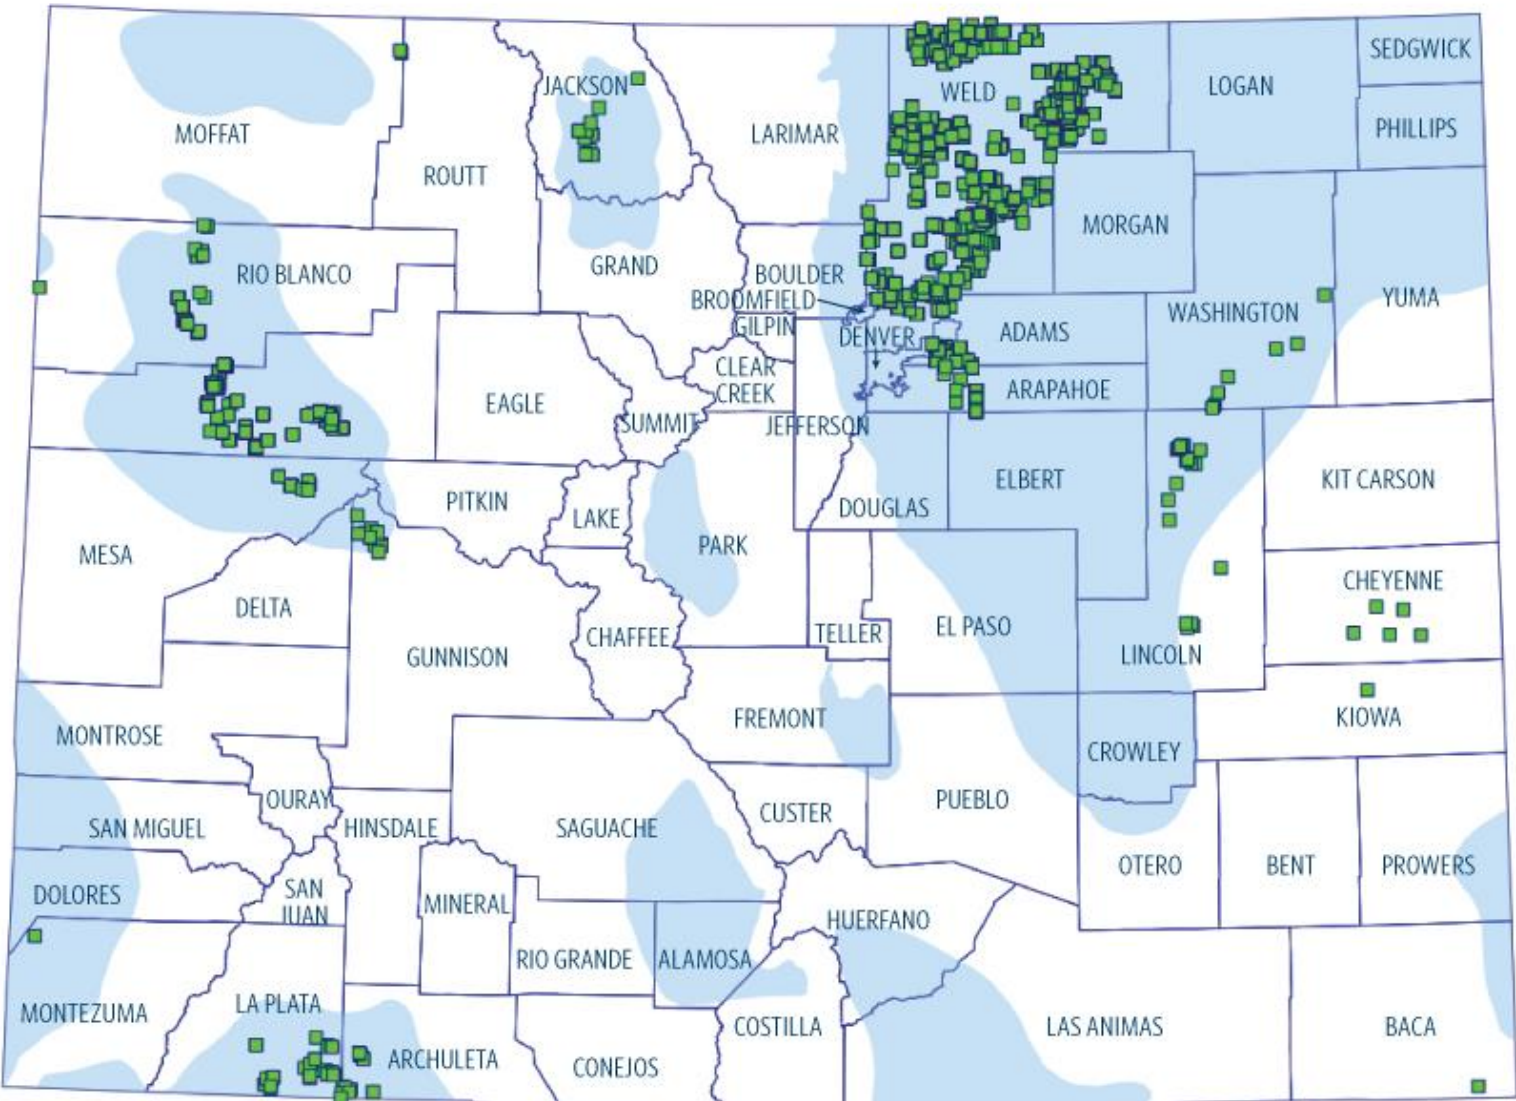 SEDGWICK
JACKSON
WELD
LOGAN
MOFFAT
LARIMAR
PHILLIPS
ROUTT
MORGAN
GRAND
RIO BLANCO
BOULDER
BROOMFIELD
YUMA
WASHINGTON
GILPIN
DENVER
ADAMS
CLEAR
CREEK
ARAPAHOE
EAGLE
SUMMIT
JEFFERSON
ELBERT
KIT CARSON
PITKIN
LAKE
DOUGLAS
PARK
MESA
CHEYENNE
DELTA
TELLER
EL PASO
CHAFFEE
GUNNISON
LINCOLN
FREMONT
KIOWA
MONTROSE
CROWLEY
OURAY
PUEBLO
CUSTER
SAN MIGUEL
HINSDALE
SAGUACHE
OTERO
BENT
PROWERS
DOLORES
SAN
JUAN
MINERAL
HUERFANO
RIO GRANDE
ALAMOSA
LA PLATA
MONTEZUMA
COSTILLA
LAS ANIMAS
BACA
ARCHULETA
CONEJOS